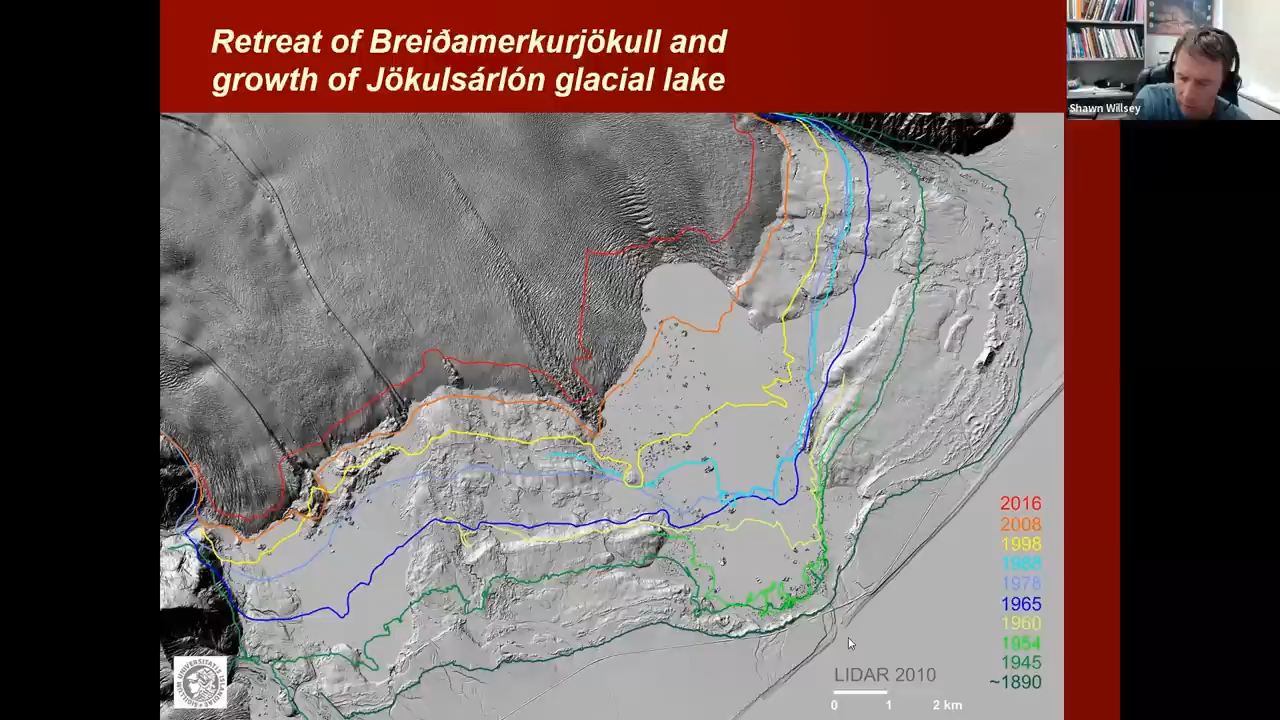 Retreat of Breiðamerkurjökull and
growth of Jökulsárlón glacial lake
Shawn Willsey
2016
2008
1998
1988
1978
1965
1960
1954
1945
~1890
LIDAR 2010
0 1 2 km